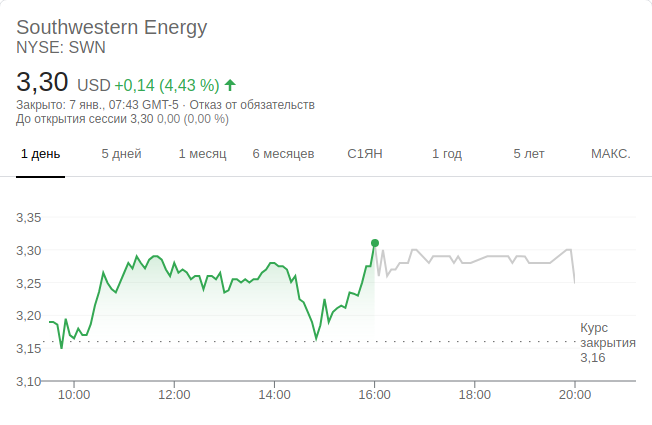 Southwestern Energy
NYSE: SWN
3,30 USD +0,14 (4,43 %)
Закрыто: 7 янв., 07:43 GMT-5 · Отказ от обязательств
До открытия сессии 3,30 0,00 (0,00 %)
1 день 5 дней 1 месяц 6 месяцев С1ЯН 1 год 5 лет МАКС.
3,35
3,30
3,25
3,20
3,15
3,10
Курс
закрытия
3,16
10:00 12:00 14:00 16:00 18:00 20:00